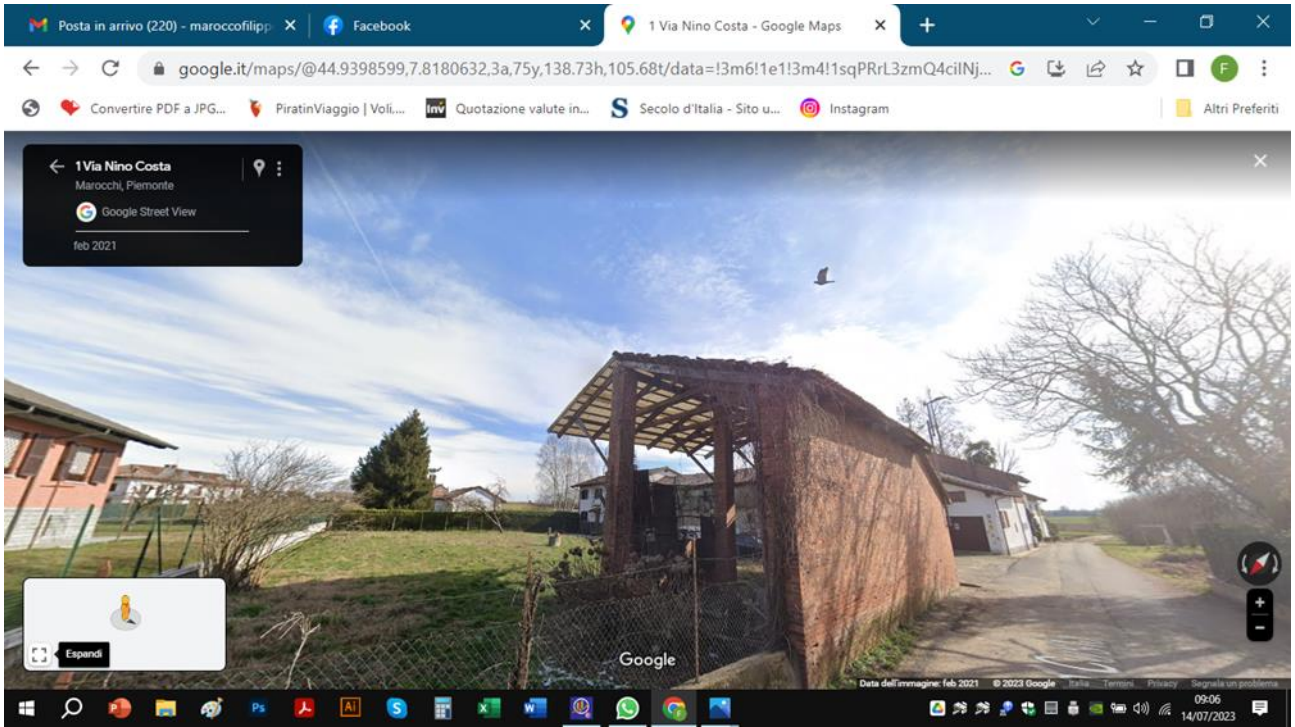 Posta in arrivo (220) - maroccofilipp
Facebook
1 Via Nino Costa - Google Maps
google.it/maps/@44.9398599,7.8180632,3a,75y,138.73h,105.68t/data=!3m6!1e1!3m4!1sqPRrL3zmQ4ciINj...
Convertire PDF a JPG...
PiratinViaggio | Voli,...
Inv
Quotazione valute in...
S
Secolo d'Italia - Sito u...
Instagram
Altri Preferiti
1 Via Nino Costa
Marocchi, Piemonte
Google Street View
feb 2021
Espandi
Google
Data dell'immagine: feb 2021 © 2023 Google Italia Termini Privacy Segnala un problema
Ps
Ai
09:06
14/07/2023